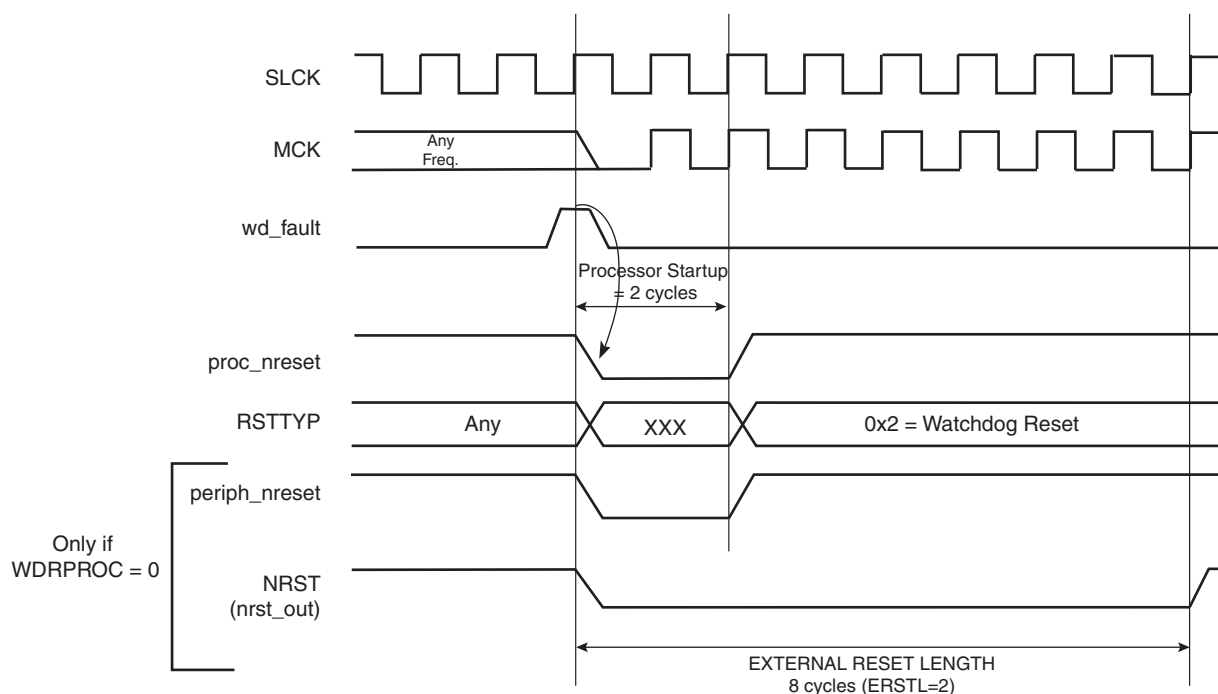 SLCK
MCK
Any
Freq.
wd_fault
Processor Startup
= 2 cycles
proc_nreset
RSTTYP
Any
XXX
0x2 = Watchdog Reset
periph_nreset
Only if
WDRPROC = 0
NRST
(nrst_out)
EXTERNAL RESET LENGTH
8 cycles (ERSTL=2)